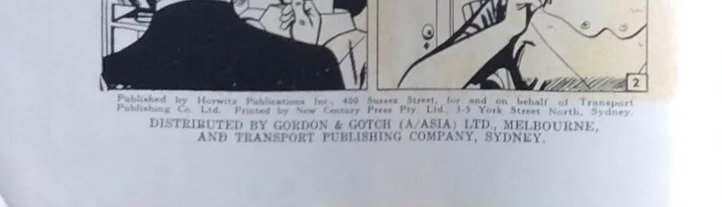 2
Published by Horwitz Publications Inc., 400 Sussex Street, for and on behalf of Transport
Publishing Co. Ltd. Printed by New Century Press Pty. Ltd., 3-5 York Street North, Sydney.
DISTRIBUTED BY GORDON & GOTCH (A/ASIA) LTD., MELBOURNE,
AND TRANSPORT PUBLISHING COMPANY, SYDNEY.